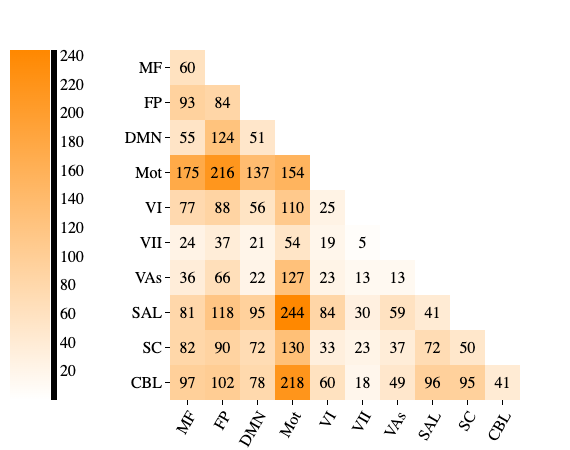 240
220
200
180
160
140
120
100
80
60
40
20
MF 60
FP 93 84
DMN 55 124 51
Mot 175 216 137 154
VI 77 88 56 110 25
VII 24 37 21 54 19 5
VAs 36 66 22 127 23 13 13
SAL 81 118 95 244 84 30 59 41
SC 82 90 72 130 33 23 37 72 50
CBL 97 102 78 218 60 18 49 96 95 41
MF FP DMN Mot VI VII VAs SAL SC CBL